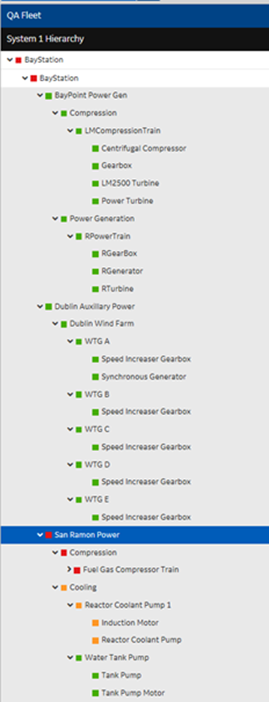 QA Fleet
System 1 Hierarchy
BayStation
BayStation
BayPoint Power Gen
Compression
LMCompressionTrain
Centrifugal Compressor
Gearbox
LM2500 Turbine
Power Turbine
Power Generation
RPowerTrain
RGearBox
RGenerator
RTurbine
Dublin Auxillary Power
Dublin Wind Farm
WTG A
Speed Increaser Gearbox
Synchronous Generator
WTG B
Speed Increaser Gearbox
WTG C
Speed Increaser Gearbox
WTG D
Speed Increaser Gearbox
WTG E
Speed Increaser Gearbox
San Ramon Power
Compression
Fuel Gas Compressor Train
Cooling
Reactor Coolant Pump 1
Induction Motor
Reactor Coolant Pump
Water Tank Pump
Tank Pump
Tank Pump Motor